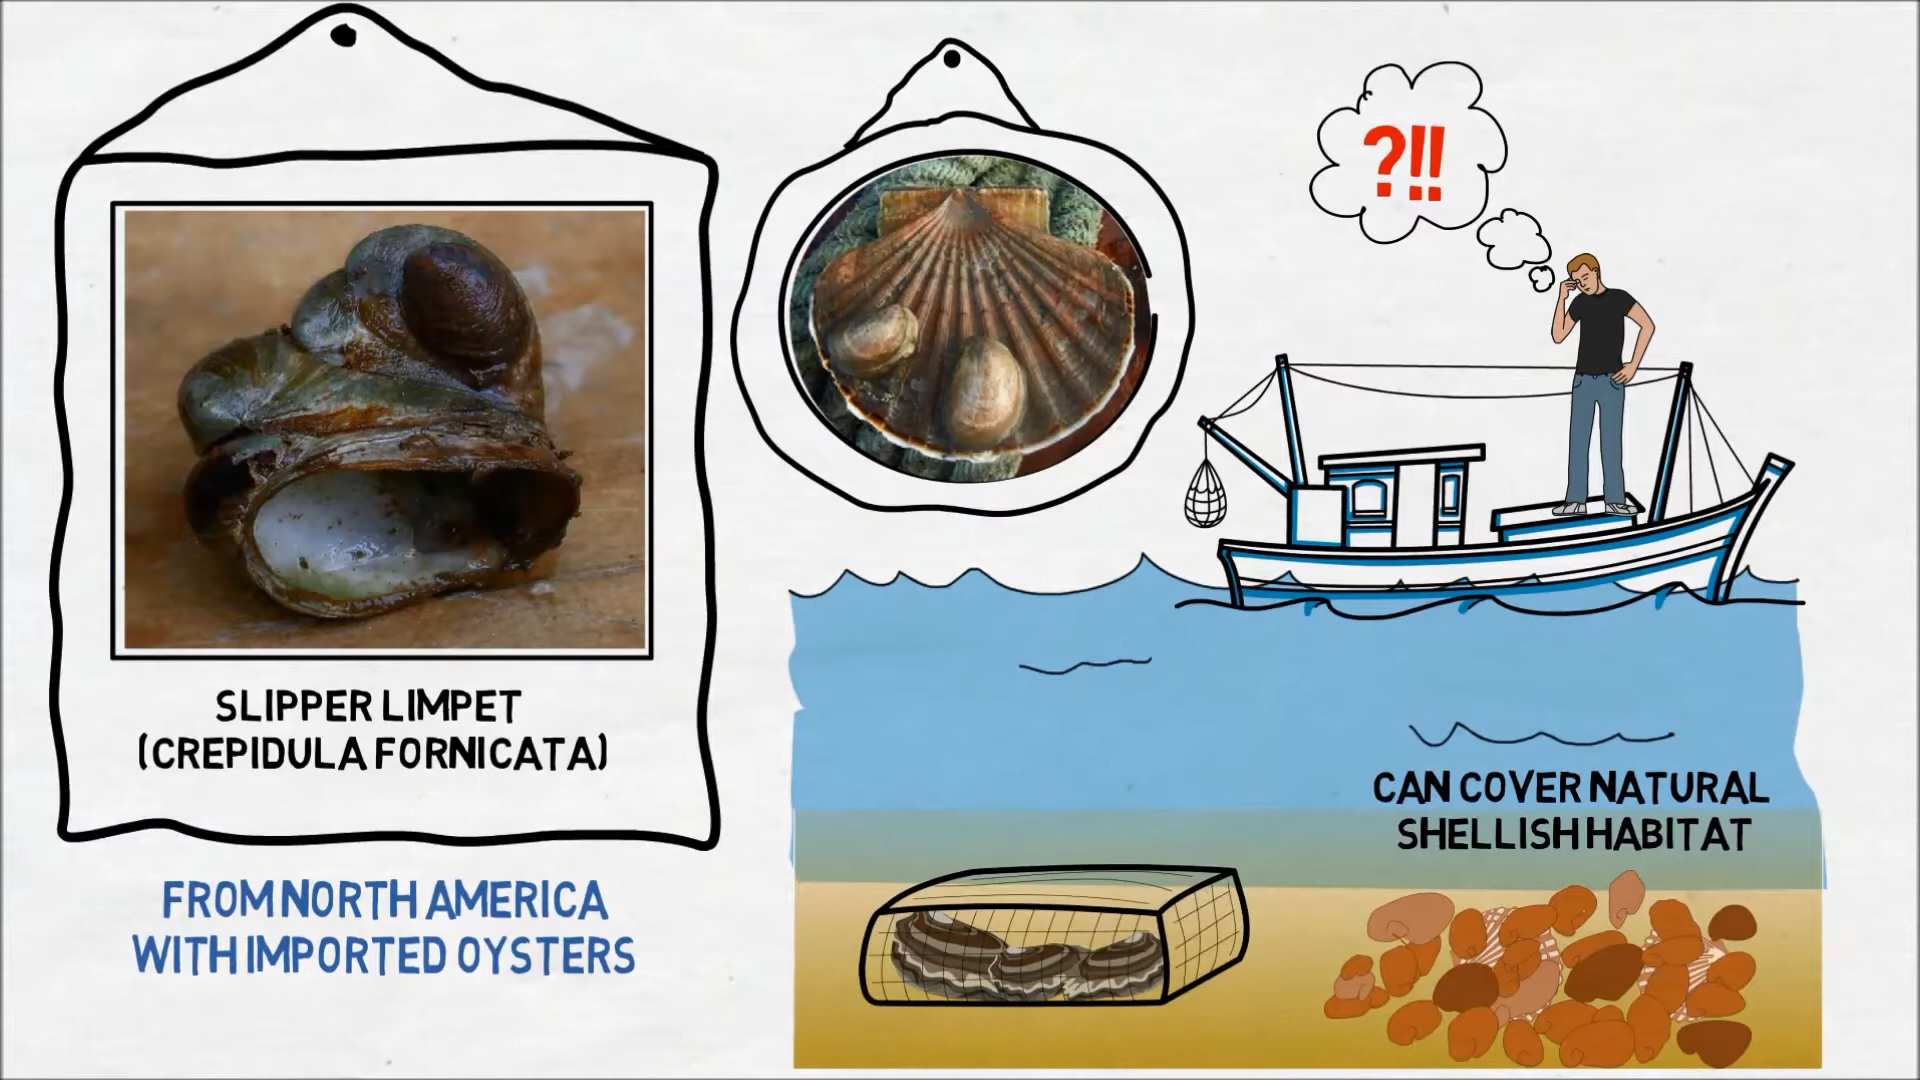 ?!!
SLIPPER LIMPET
(CREPIDULA FORNICATA)
FROM NORTH AMERICA
WITH IMPORTED OYSTERS
CAN COVER NATURAL
SHELLISH HABITAT